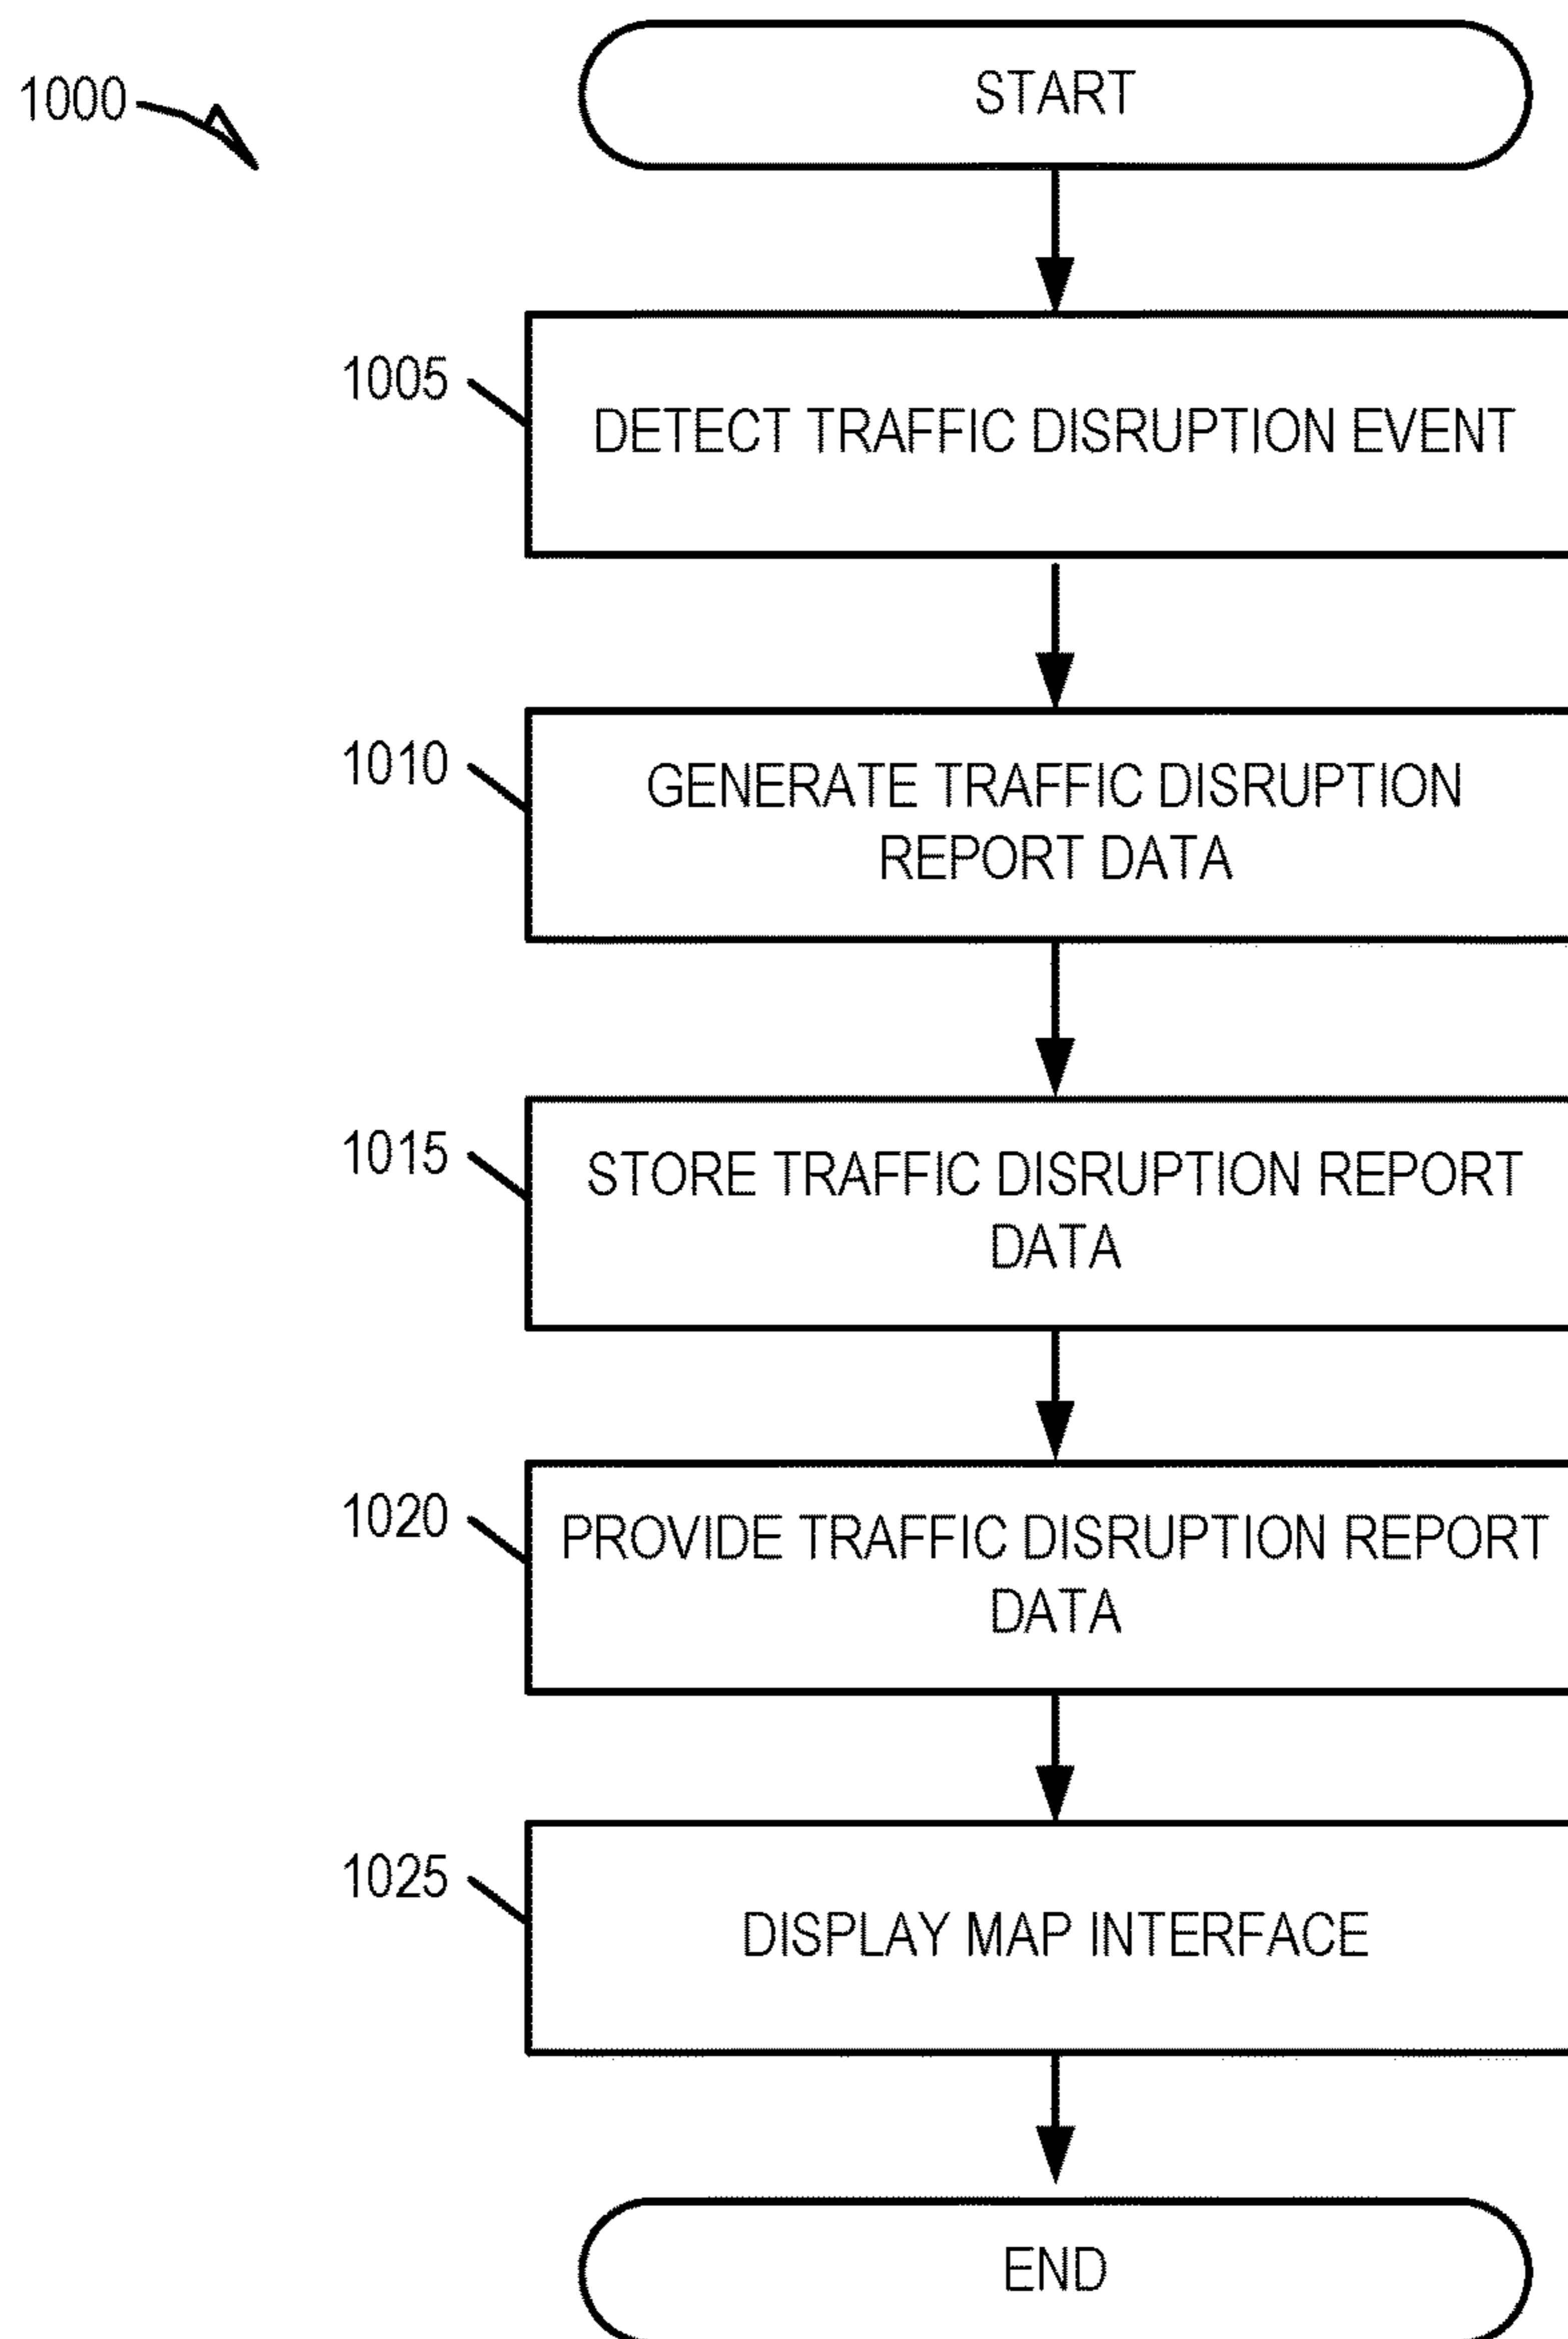 1000
START
1005
DETECT TRAFFIC DISRUPTION EVENT
1010
GENERATE TRAFFIC DISRUPTION
REPORT DATA
1015
STORE TRAFFIC DISRUPTION REPORT
DATA
1020
PROVIDE TRAFFIC DISRUPTION REPORT
DATA
1025
DISPLAY MAP INTERFACE
END